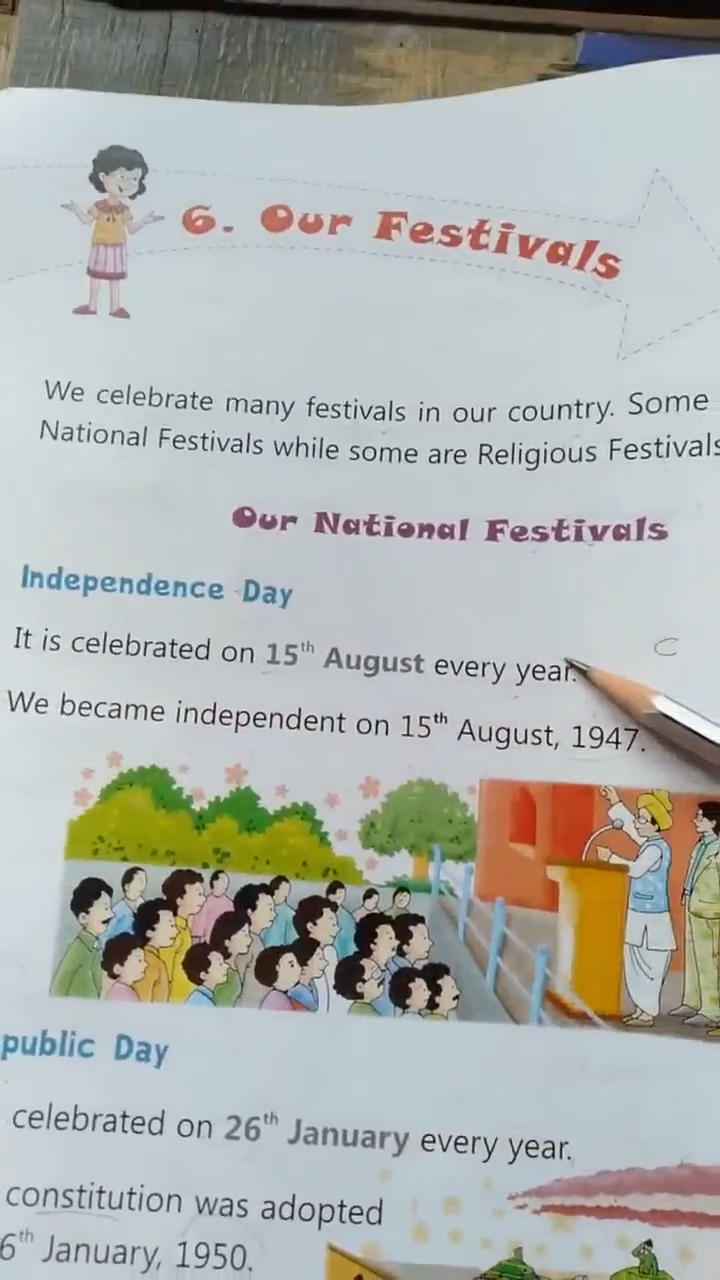 6. Our Festivals
We celebrate many festivals in our country. Some
National Festivals while some are Religious Festivals
Our National Festivals
Independence Day
It is celebrated on 15th August every year.
We became independent on 15th August, 1947.
public Day
celebrated on 26th January every year.
constitution was adopted
6th January, 1950.